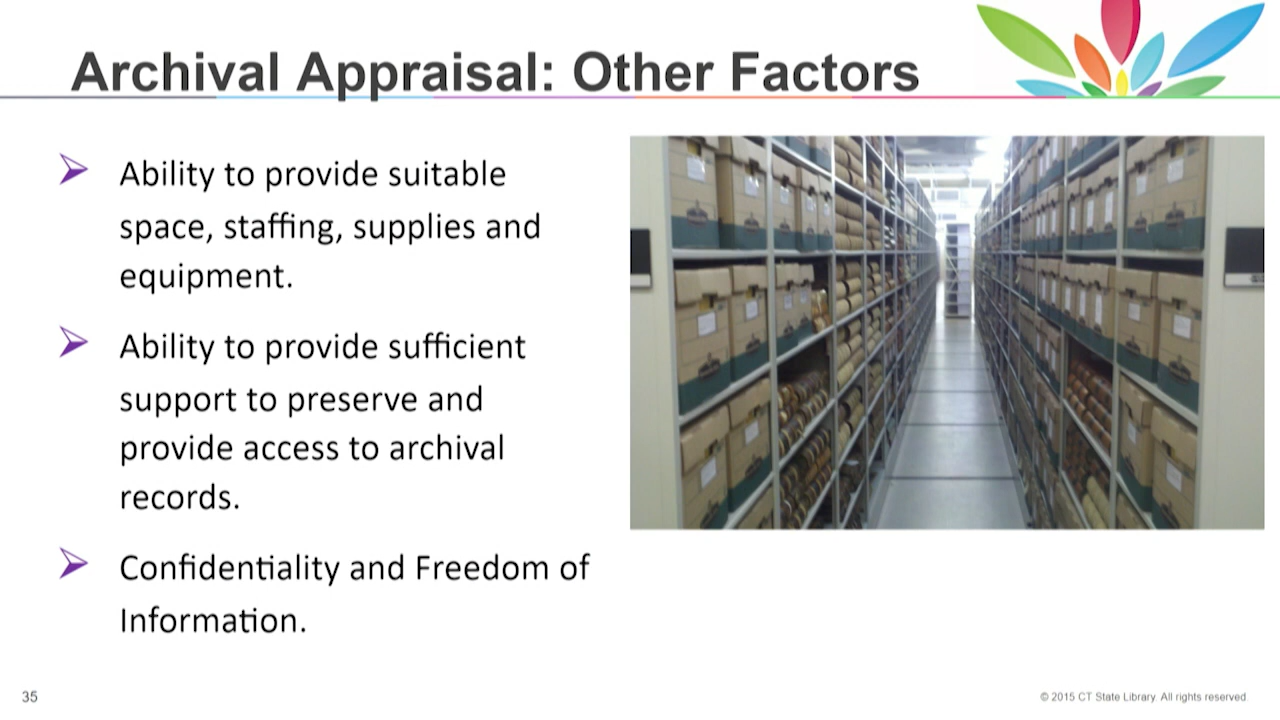 Archival Appraisal: Other Factors
Ability to provide suitable
space, staffing, supplies and
equipment.
Ability to provide sufficient
support to preserve and
provide access to archival
records.
Confidentiality and Freedom of
Information.
35
© 2015 CT State Library. All rights reserved.